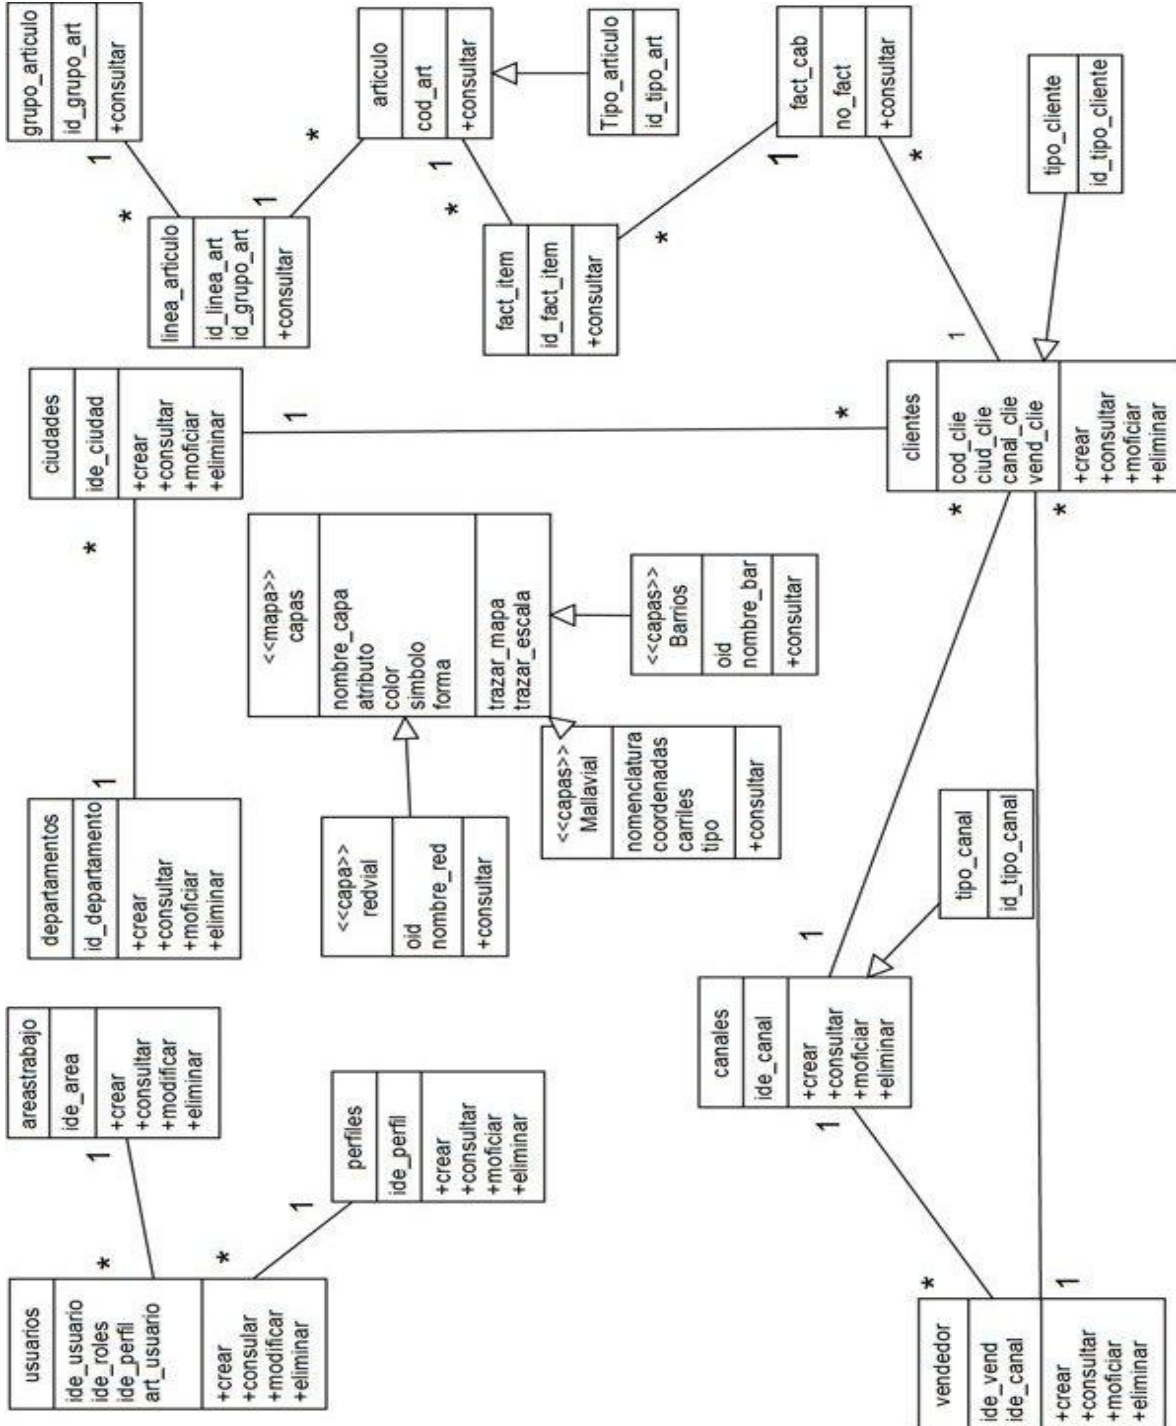 usuarios
ide_usuario
ide_roles
ide_perfil
art_usuario
+crear
+consular
+modificar
+eliminar
*
*
1
areastrabajo
ide_area
+crear
+consultar
+modificar
+eliminar
1
perfiles
ide_perfil
+crear
+consultar
+moficiar
+eliminar
departamentos
id_departamento
+crear
+consultar
+moficiar
+eliminar
1
*
ciudades
ide_ciudad
+crear
+consultar
+moficiar
+eliminar
1
<<mapa>>
capas
nombre_capa
atributo
color
simbolo
forma
trazar_mapa
trazar_escala
<<capa>>
redvial
oid
nombre_red
+consultar
<<capas>>
Mallavial
nomenclatura
coordenadas
carriles
tipo
+consultar
<<capas>>
Barrios
oid
nombre_bar
+consultar
grupo_articulo
id_grupo_art
+consultar
1
*
linea_articulo
id_linea_art
id_grupo_art
+consultar
1
*
articulo
cod_art
+consultar
1
*
Tipo_articulo
id_tipo_art
fact_item
id_fact_item
+consultar
*
1
fact_cab
no_fact
+consultar
*
1
tipo_cliente
id_tipo_cliente
*
clientes
cod_clie
ciud_clie
canal_clie
vend_clie
+crear
+consultar
+moficiar
+eliminar
*
*
canales
ide_canal
+crear
+consultar
+moficiar
+eliminar
1
1
tipo_canal
id_tipo_canal
*
1
vendedor
ide_vend
ide_canal
+crear
+consultar
+moficiar
+eliminar